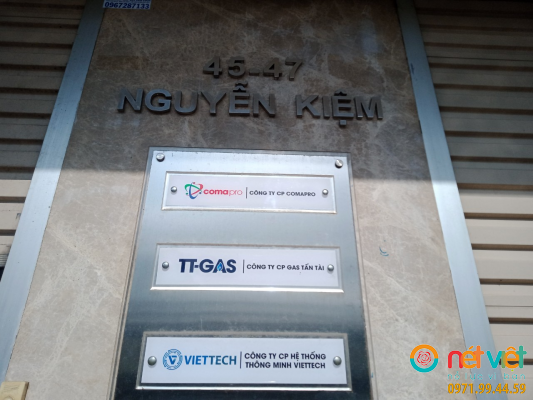 0967287133
45-47
NGUYỄN KIỆM
comapro | CÔNG TY CP COMAPRO
TT-GAS | CÔNG TY CP GAS TẤN TÀI
VIETTECH | CÔNG TY CP HỆ THỐNG
THÔNG MINH VIETTECH
nét việt
0971.39.44.59